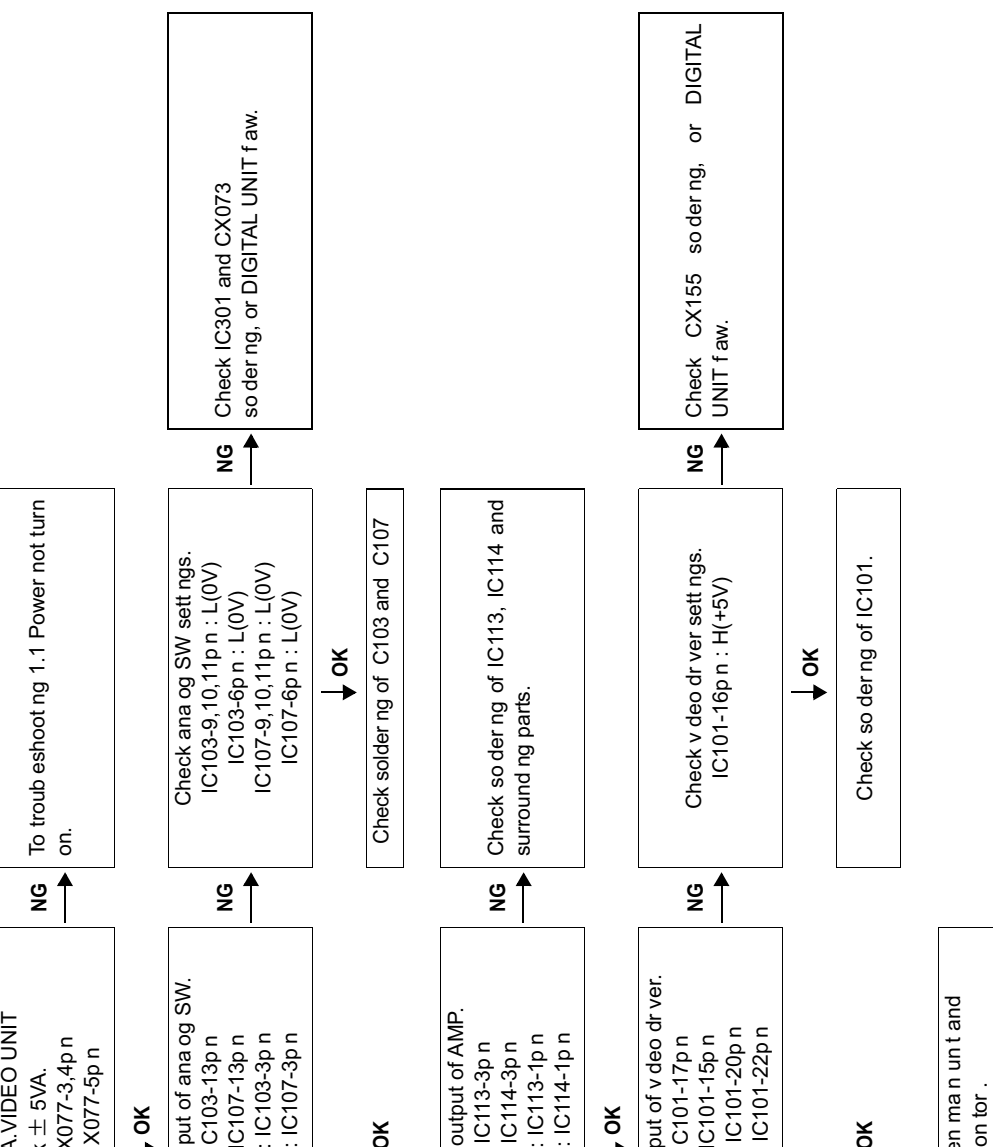 A.VIDEO UNIT
± 5VA.
X077-3,4p n
X077-5p n
NG
To troub eshoot ng 1.1 Power not turn
on.
OK
put of ana og SW.
C103-13p n
IC107-13p n
: IC103-3p n
: IC107-3p n
NG
Check ana og SW sett ngs.
IC103-9,10,11p n : L(0V)
IC103-6p n : L(0V)
IC107-9,10,11p n : L(0V)
IC107-6p n : L(0V)
NG
Check IC301 and CX073
so der ng, or DIGITAL UNIT f aw.
OK
Check solder ng of C103 and C107
OK
output of AMP.
IC113-3p n
IC114-3p n
: IC113-1p n
: IC114-1p n
NG
Check so der ng of IC113, IC114 and
surround ng parts.
OK
put of v deo dr ver.
C101-17p n
IC101-15p n
IC101-20p n
IC101-22p n
NG
Check v deo dr ver sett ngs.
IC101-16p n : H(+5V)
NG
Check CX155 so der ng, or DIGITAL
UNIT f aw.
OK
Check so der ng of IC101.
OK
en ma n un t and
on tor .